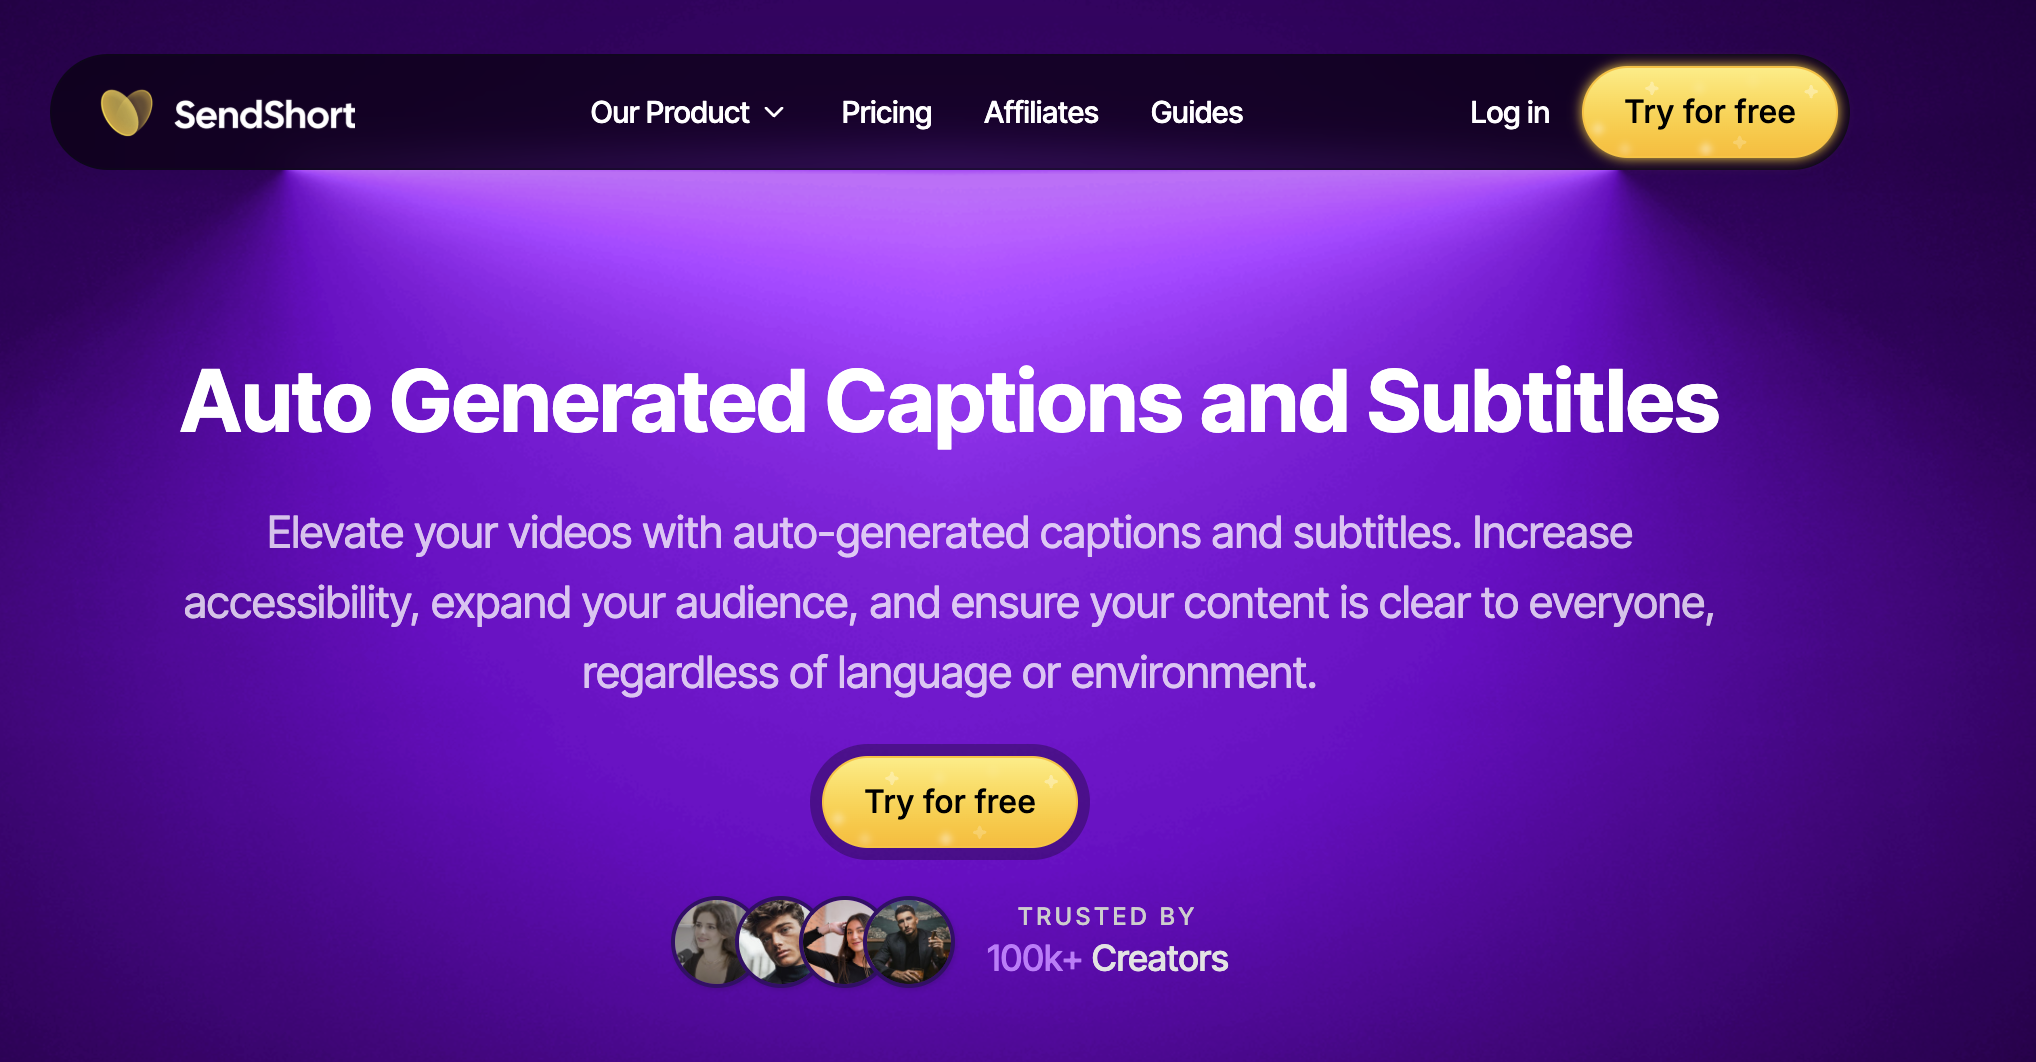 SendShort
Our Product
Pricing
Affiliates
Guides
Log in
Try for free
Auto Generated Captions and Subtitles
Elevate your videos with auto-generated captions and subtitles. Increase
accessibility, expand your audience, and ensure your content is clear to everyone,
regardless of language or environment.
Try for free
TRUSTED BY
100k+ Creators